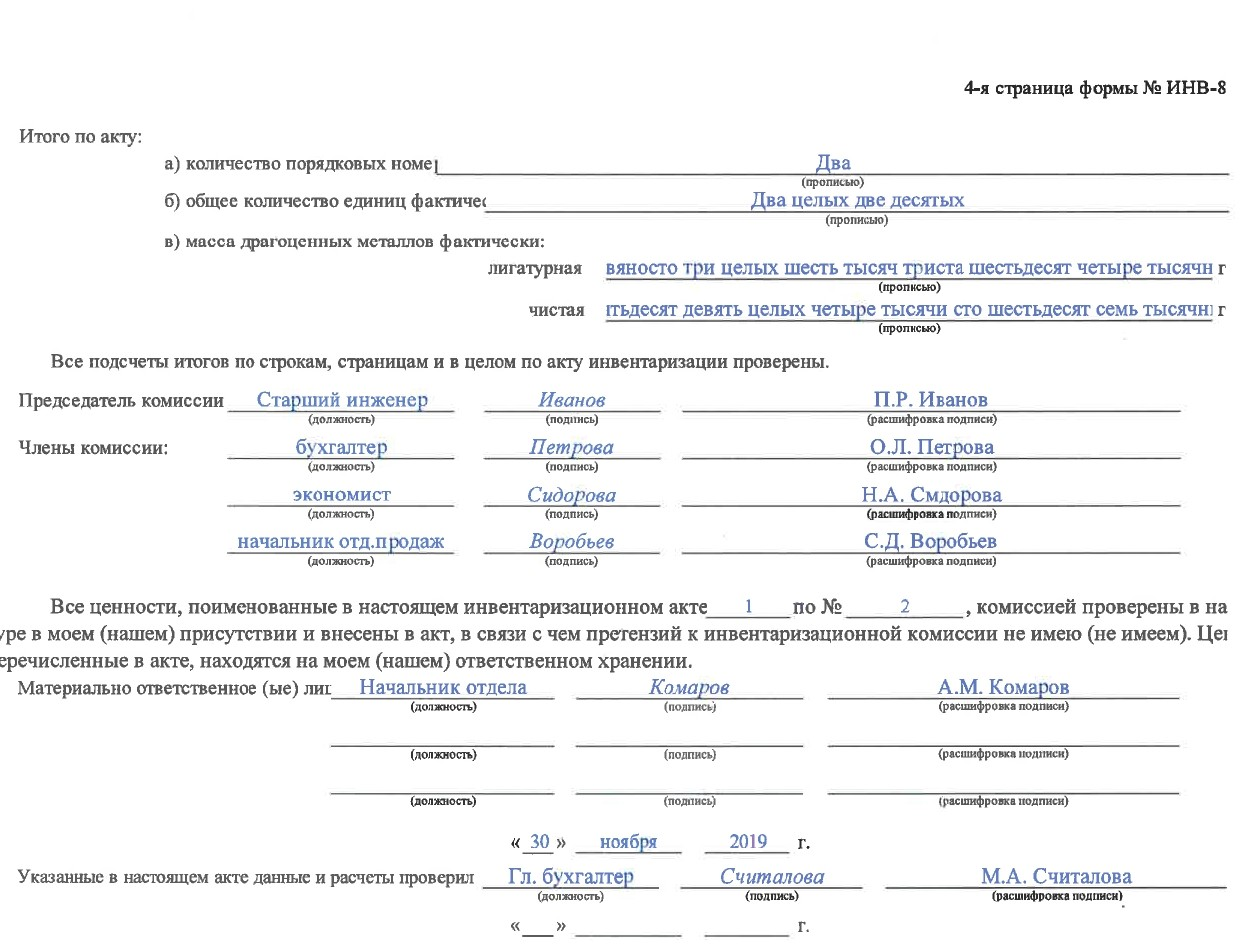 4-я страница формы № ИНВ-8
Итого по акту:
а) количество порядковых номе Два
(прописью)
б) общее количество единиц фактичес Два целых две десятых
(прописью)
в) масса драгоценных металлов фактически:
лигатурная вяносто три целых шесть тысяч триста шестьдесят четыре тысячн г
(прописью)
чистая тьдесят девять целых четыре тысячи сто шестьдесят семь тысячн г
(прописью)
Все подсчеты итогов по строкам, страницам и в целом по акту инвентаризации проверены.
Председатель комиссии Старший инженер Иванов П.Р. Иванов
(должность) (подпись) (расшифровка подписи)
Члены комиссии: бухгалтер Петрова О.Л. Петрова
(должность) (подпись) (расшифровка подписи)
экономист Сидорова Н.А. Смдорова
(должность) (подпись) (расшифровка подписи)
начальник отд.продаж Воробьев С.Д. Воробьев
(должность) (подпись) (расшифровка подписи)
Все ценности, поименованные в настоящем инвентаризационном акте 1 по № 2 , комиссией проверены в на
уре в моем (нашем) присутствии и внесены в акт, в связи с чем претензий к инвентаризационной комиссии не имею (не имеем). Цен
еречисленные в акте, находятся на моем (нашем) ответственном хранении.
Материально ответственное (ые) лиц Начальник отдела Комаров А.М. Комаров
(должность) (подпись) (расшифровка подписи)
(должность) (подпись) (расшифровка подписи)
(должность) (подпись) (расшифровка подписи)
« 30 » ноября 2019 г.
Указанные в настоящем акте данные и расчеты проверил Гл. бухгалтер Считалова М.А. Считалова
(должность) (подпись) (расшифровка подписи)
«___» ______ ______ г.